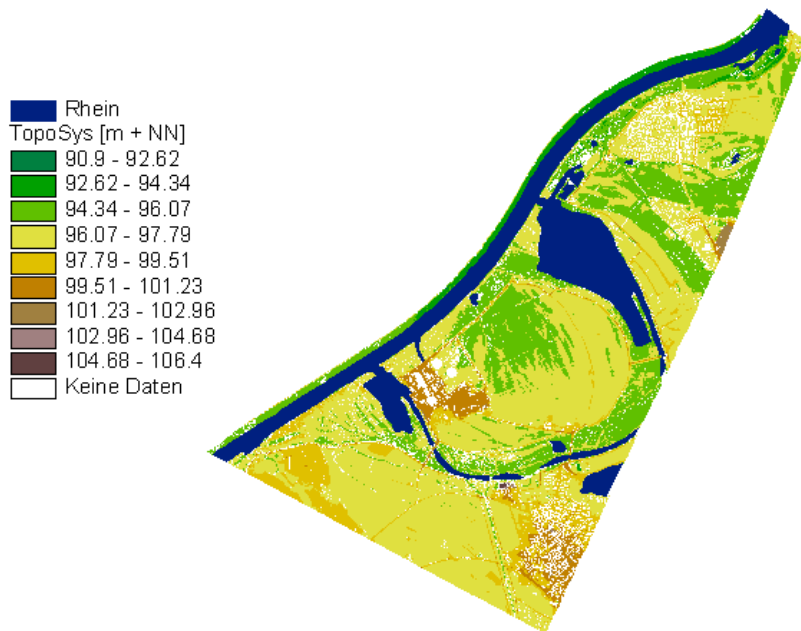 Rhein
TopoSys [m + NN]
90.9 - 92.62
92.62 - 94.34
94.34 - 96.07
96.07 - 97.79
97.79 - 99.51
99.51 - 101.23
101.23 - 102.96
102.96 - 104.68
104.68 - 106.4
Keine Daten